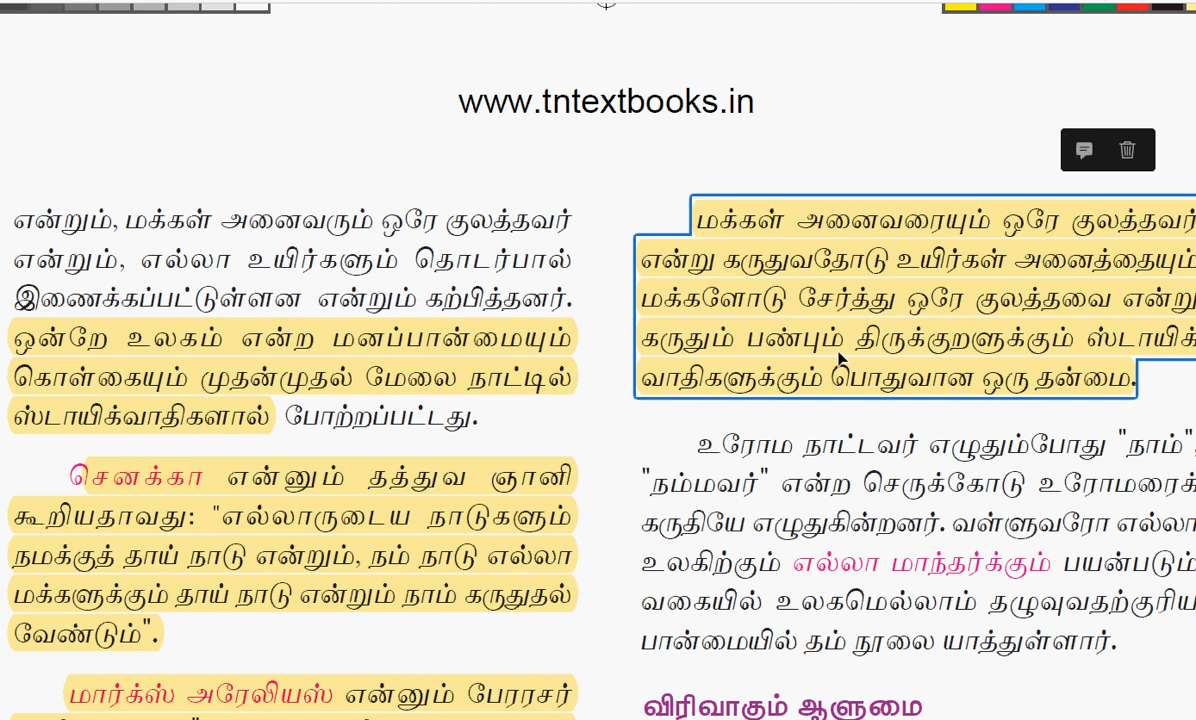 www.tntextbooks.in
என்றும், மக்கள் அனைவரும் ஒரே குலத்தவர்
என்றும், எல்லா உயிர்களும் தொடர்பால்
இணைக்கப்பட்டுள்ளன என்றும் கற்பித்தனர்.
ஒன்றே உலகம் என்ற மனப்பான்மையும்
கொள்கையும் முதன்முதல் மேலை நாட்டில்
ஸ்டாயிக்வாதிகளால் போற்றப்பட்டது.
செனக்கா என்னும் தத்துவ ஞானி
கூறியதாவது: "எல்லாருடைய நாடுகளும்
நமக்குத் தாய் நாடு என்றும், நம் நாடு எல்லா
மக்களுக்கும் தாய் நாடு என்றும் நாம் கருதுதல்
வேண்டும்".
மார்க்ஸ் அரேலியஸ் என்னும் பேரரசர்
மக்கள் அனைவரையும் ஒரே குலத்தவர்
என்று கருதுவதோடு உயிர்கள் அனைத்தையும்
மக்களோடு சேர்த்து ஒரே குலத்தவை என்று
கருதும் பண்பும் திருக்குறளுக்கும் ஸ்டாயிக்
வாதிகளுக்கும் பொதுவான ஒரு தன்மை.
உரோம நாட்டவர் எழுதும்போது "நாம்",
"நம்மவர்" என்ற செருக்கோடு உரோமரைக்
கருதியே எழுதுகின்றனர். வள்ளுவரோ எல்லா
உலகிற்கும் எல்லா மாந்தர்க்கும் பயன்படும்
வகையில் உலகமெல்லாம் தழுவுவதற்குரிய
பான்மையில் தம் நூலை யாத்துள்ளார்.
விரிவாகும் ஆளுமை